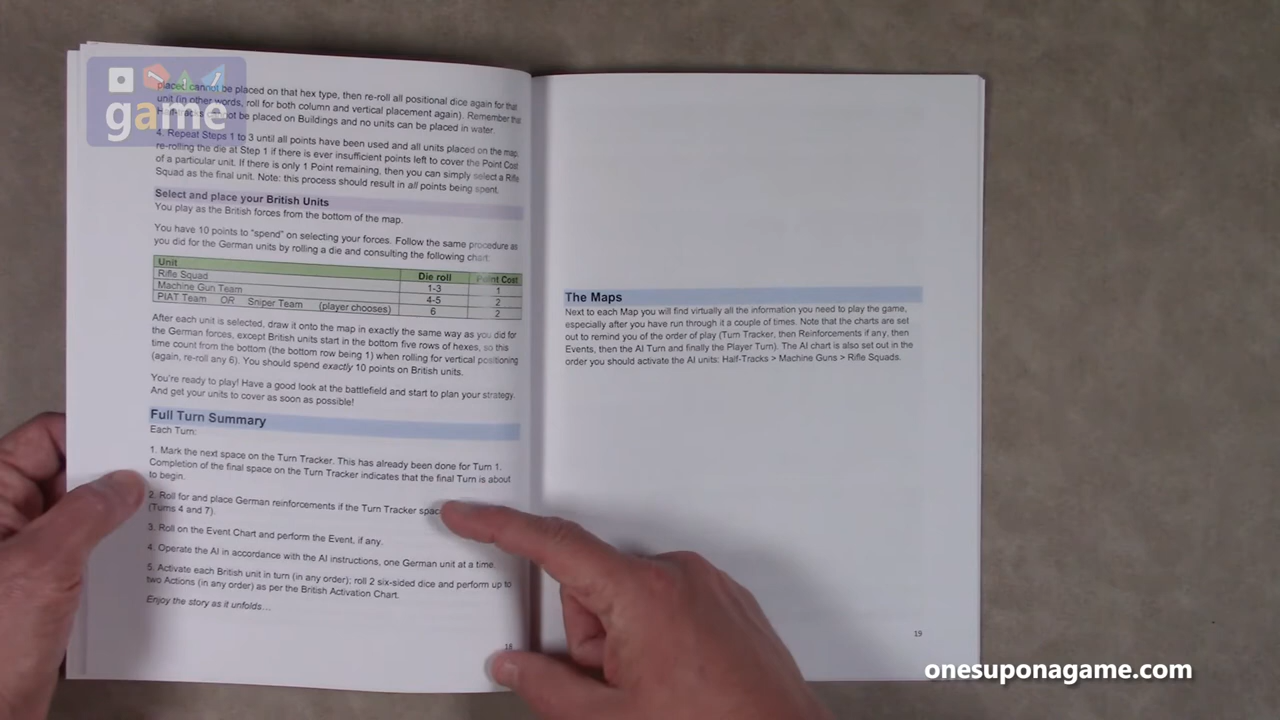 game
placed cannot be placed on that hex type, then re-roll all positional dice again for that
unit (in other words, roll for both column and vertical placement again). Remember that
Half-tracks cannot be placed on Buildings and no units can be placed in water.
4. Repeat Steps 1 to 3 until all points have been used and all units placed on the map,
re-rolling the die at Step 1 if there is ever insufficient points left to cover the Point Cost
of a particular unit. If there is only 1 Point remaining, then you can simply select a Rifle
Squad as the final unit. Note: this process should result in all points being spent.
Select and place your British Units
You play as the British forces from the bottom of the map.
You have 10 points to “spend” on selecting your forces. Follow the same procedure as
you did for the German units by rolling a die and consulting the following chart:
Unit Die roll Point Cost
Rifle Squad 1-3 1
Machine Gun Team 4-5 2
PIAT Team OR Sniper Team (player chooses) 6 2
After each unit is selected, draw it onto the map in exactly the same way as you did for
the German forces, except British units start in the bottom five rows of hexes, so this
time count from the bottom (the bottom row being 1) when rolling for vertical positioning
(again, re-roll any 6). You should spend exactly 10 points on British units.
You're ready to play! Have a good look at the battlefield and start to plan your strategy.
And get your units to cover as soon as possible!
Full Turn Summary
Each Turn:
1. Mark the next space on the Turn Tracker. This has already been done for Turn 1.
Completion of the final space on the Turn Tracker indicates that the final Turn is about
to begin.
2. Roll for and place German reinforcements if the Turn Tracker
(Turns 4 and 7).
3. Roll on the Event Chart and perform the Event, if any.
4. Operate the AI in accordance with the AI instructions, one German unit at a time.
5. Activate each British unit in turn (in any order); roll 2 six-sided dice and perform up to
two Actions (in any order) as per the British Activation Chart.
Enjoy the story as it unfolds…
18
The Maps
Next to each Map you will find virtually all the information you need to play the game,
especially after you have run through it a couple of times. Note that the charts are set
out to remind you of the order of play (Turn Tracker, then Reinforcements if any, then
Events, then the AI Turn and finally the Player Turn). The AI chart is also set out in the
order you should activate the AI units: Half-Tracks > Machine Guns > Rifle Squads.
19
onesuponagame.com